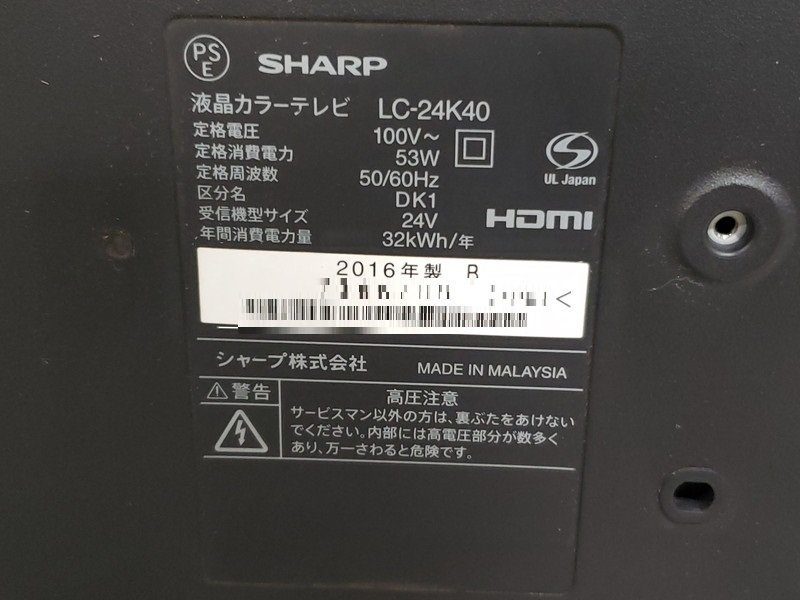 PS
E
SHARP
液晶カラーテレビ LC-24K40
定格電圧 100V～
定格消費電力 53W
定格周波数 50/60Hz
区分名 DK1
受信機型サイズ 24V
年間消費電力量 32kWh/年
UL Japan
HDMI
2016年製 R
シャープ株式会社 MADE IN MALAYSIA
警告
高圧注意
サービスマン以外の方は、裏ぶたをあけない
でください。内部には高電圧部分が数多く
あり、万一さわると危険です。